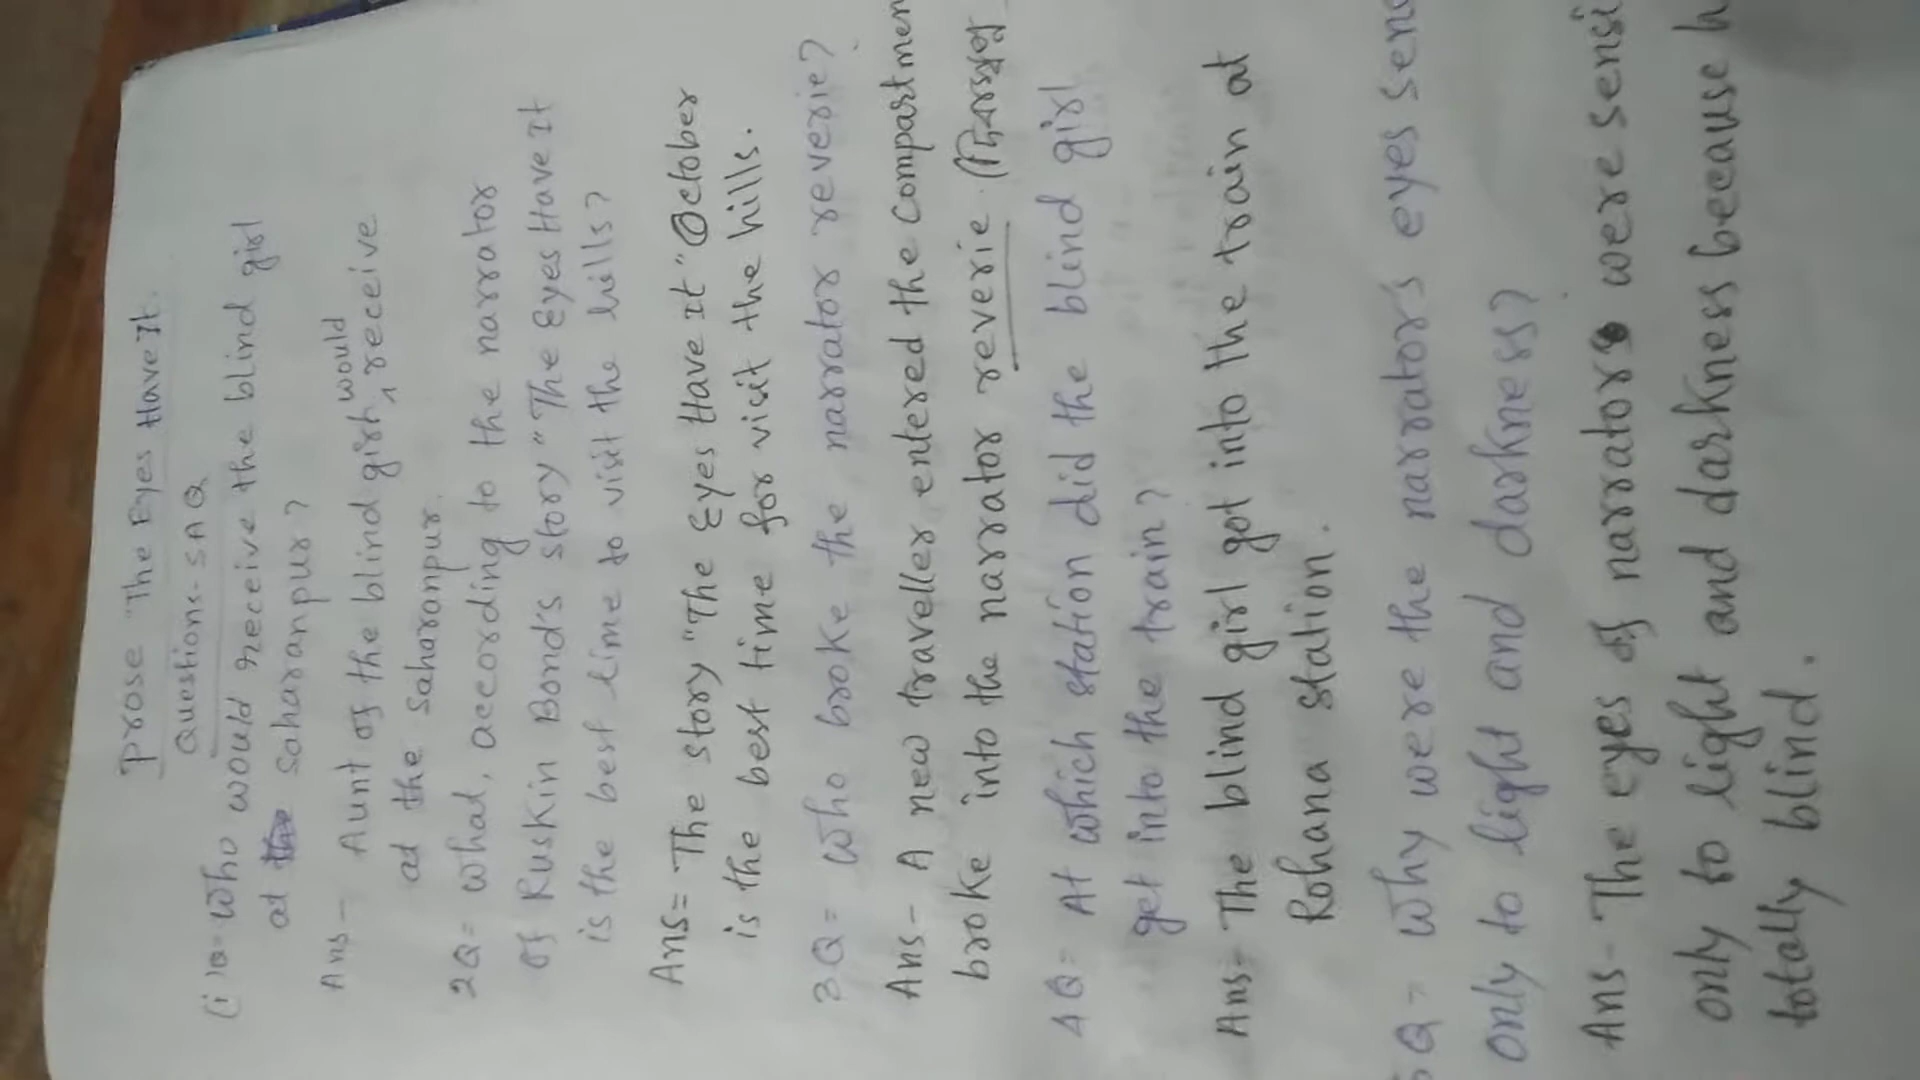 Prose "The Eyes Have It.
Questions - SAQ
(i) 1Q= Who would receive the blind girl
at the saharanpur?
would
Ans - Aunt of the blind girl ^ receive
at the Saharanpur.
2Q= What, according to the narrator
of Ruskin Bond's story "The Eyes Have It
is the best time to visit the hills?
Ans= The story "The Eyes Have It" October
is the best time for visit the hills.
3Q= Who broke the narrator reverie?
Ans - A new traveller entered the Compartmen
broke into the narrator reverie.
4Q= At which station did the blind girl
get into the train?
Ans- The blind girl got into the train at
Rohana station.
Q= Why were the narrator's eyes sen
only to light and darkness?
Ans - The eyes of narrator were sensi
only to light and darkness because h
totally blind.